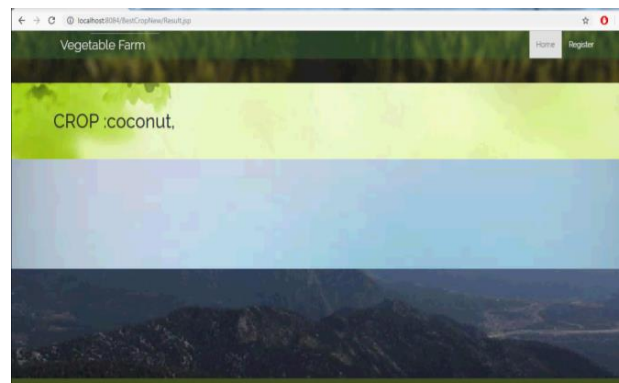 localhost:8084/BestCropNew/Result.jsp
Vegetable Farm
Home Register
CROP :coconut,